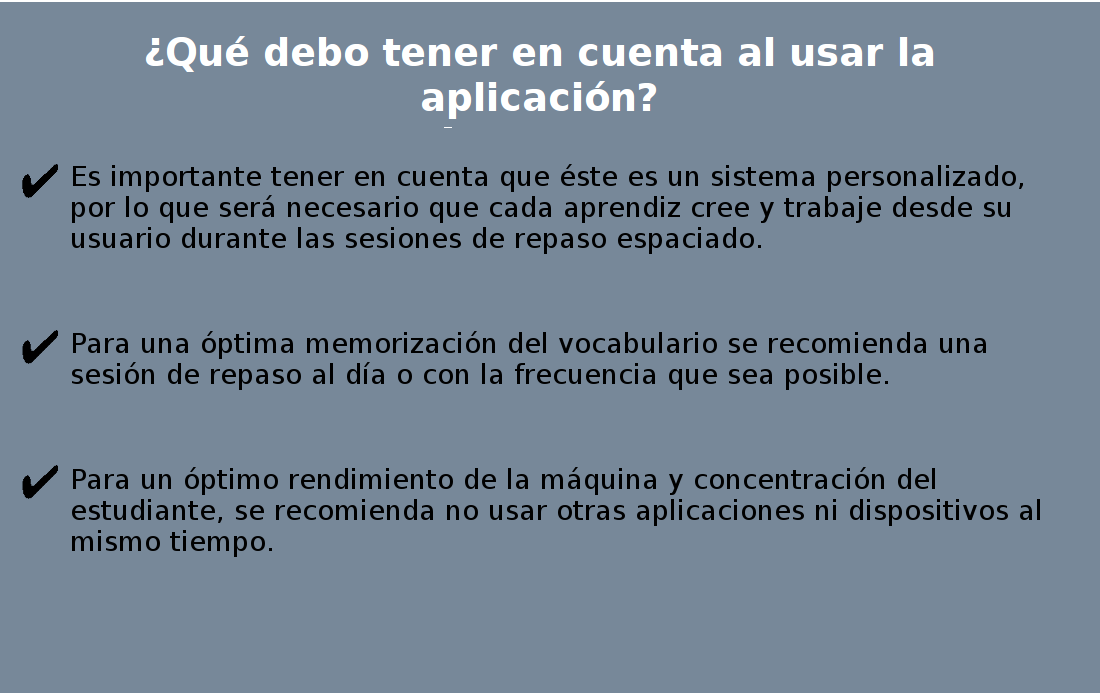 ¿Qué debo tener en cuenta al usar la
aplicación?
Es importante tener en cuenta que éste es un sistema personalizado,
por lo que será necesario que cada aprendiz cree y trabaje desde su
usuario durante las sesiones de repaso espaciado.
Para una óptima memorización del vocabulario se recomienda una
sesión de repaso al día o con la frecuencia que sea posible.
Para un óptimo rendimiento de la máquina y concentración del
estudiante, se recomienda no usar otras aplicaciones ni dispositivos al
mismo tiempo.